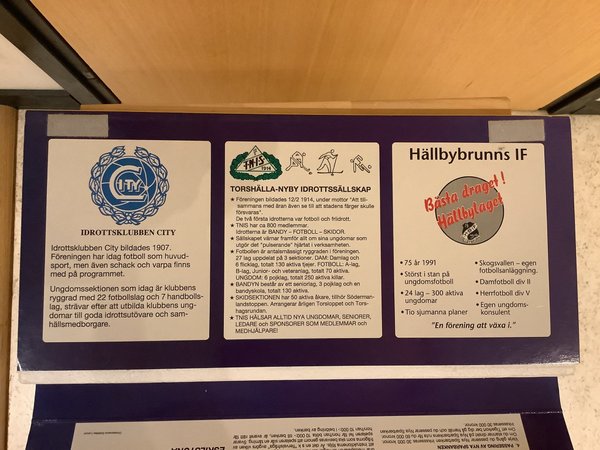 CITY
IDROTTSKLUBBEN CITY
Idrottsklubben City bildades 1907.
Föreningen har idag fotboll som huvud-
sport, men även schack och varpa finns
med på programmet.
Ungdomssektionen som idag är klubbens
ryggrad med 22 fotbollslag och 7 handbolls-
lag, strävar efter att utbilda klubbens ung-
domar till goda idrottsutövare och sam-
hällsmedborgare.
TNIS
1914
TORSHÄLLA-NYBY IDROTTSSÄLLSKAP
★ Föreningen bildades 12/2 1914, under mottor "Att till-
sammans med äran även se till att stadens färger skulle
försvaras".
De två första idrotterna var fotboll och friidrott.
★ TNIS har ca 800 medlemmar.
Idrotterna är BANDY – FOTBOLL – SKIDOR.
★ Sällskapet värnar framför allt om sina ungdomar som
utgör det "pulserande" hjärtat i verksamheten.
★ Fotbollen är antalsmässigt ryggraden i föreningen.
27 lag uppdelat på 3 sektioner. DAM: Damlag och
6 flicklag, totalt 130 aktiva tjejer. FOTBOLL: A-lag,
B-lag, Junior- och veteranlag, totalt 70 aktiva.
UNGDOM: 6 pojklag, totalt 250 aktiva killar.
★ BANDYN består av ett seniorlag, 3 pojklag och en
bandyskola, totalt 130 aktiva.
★ SKIDSEKTIONEN har 50 aktiva åkare, tillhör Söderman-
landstoppen. Arrangerar årligen Torsloppet och Tors-
hagsrundan.
★ TNIS HÄLSAR ALLTID NYA UNGDOMAR, SENIORER,
LEDARE och SPONSORER SOM MEDLEMMAR och
MEDHJÄLPARE!
Hällbybrunns IF
Bästa draget!
Hällbylaget
• 75 år 1991
• Störst i stan på
ungdomsfotboll
• 24 lag – 300 aktiva
ungdomar
• Tio sjumanna planer
• Skogsvallen – egen
fotbollsanläggning.
• Damfotboll div II
• Herrfotboll div V
• Egen ungdoms-
konsulent
"En förening att växa i."
4. PASSERING AV NYA SPARBANKEN